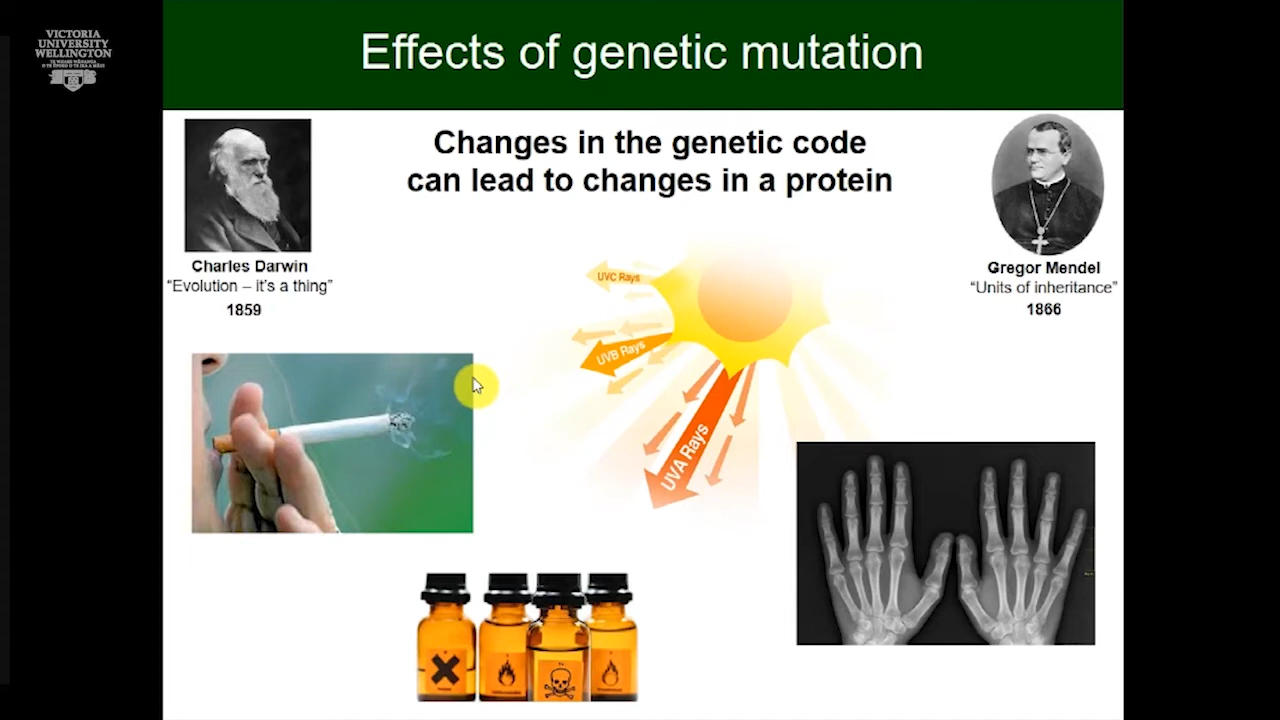 VICTORIA
UNIVERSITY
WELLINGTON
Effects of genetic mutation
Changes in the genetic code
can lead to changes in a protein
Charles Darwin
“Evolution – it’s a thing”
1859
Gregor Mendel
“Units of inheritance”
1866
UVC Rays
UVB Rays
UVA Rays